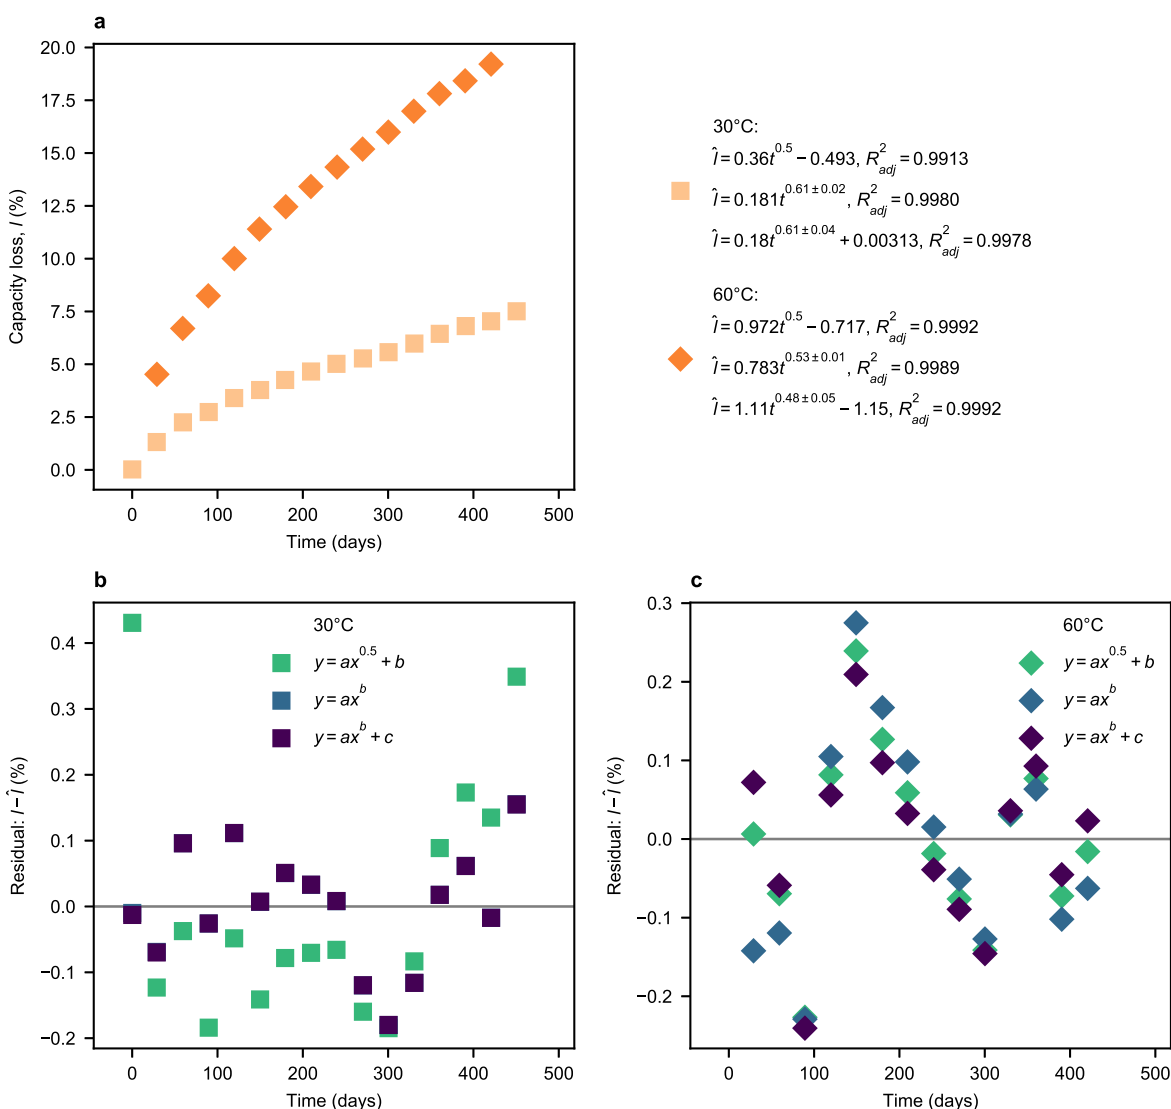 a
20.0
17.5
15.0
12.5
10.0
7.5
5.0
2.5
0.0
Capacity loss, l (%)
0 100 200 300 400 500
Time (days)
30°C:
l̂ = 0.36t^0.5 − 0.493, R²adj = 0.9913
l̂ = 0.181t^0.61 ± 0.02, R²adj = 0.9980
l̂ = 0.18t^0.61 ± 0.04 + 0.00313, R²adj = 0.9978
60°C:
l̂ = 0.972t^0.5 − 0.717, R²adj = 0.9992
l̂ = 0.783t^0.53 ± 0.01, R²adj = 0.9989
l̂ = 1.11t^0.48 ± 0.05 − 1.15, R²adj = 0.9992
b
0.4
0.3
0.2
0.1
0.0
−0.1
−0.2
Residual: l − l̂ (%)
30°C
y = ax^0.5 + b
y = ax^b
y = ax^b + c
0 100 200 300 400 500
Time (days)
c
0.3
0.2
0.1
0.0
−0.1
−0.2
Residual: l − l̂ (%)
60°C
y = ax^0.5 + b
y = ax^b
y = ax^b + c
0 100 200 300 400 500
Time (days)